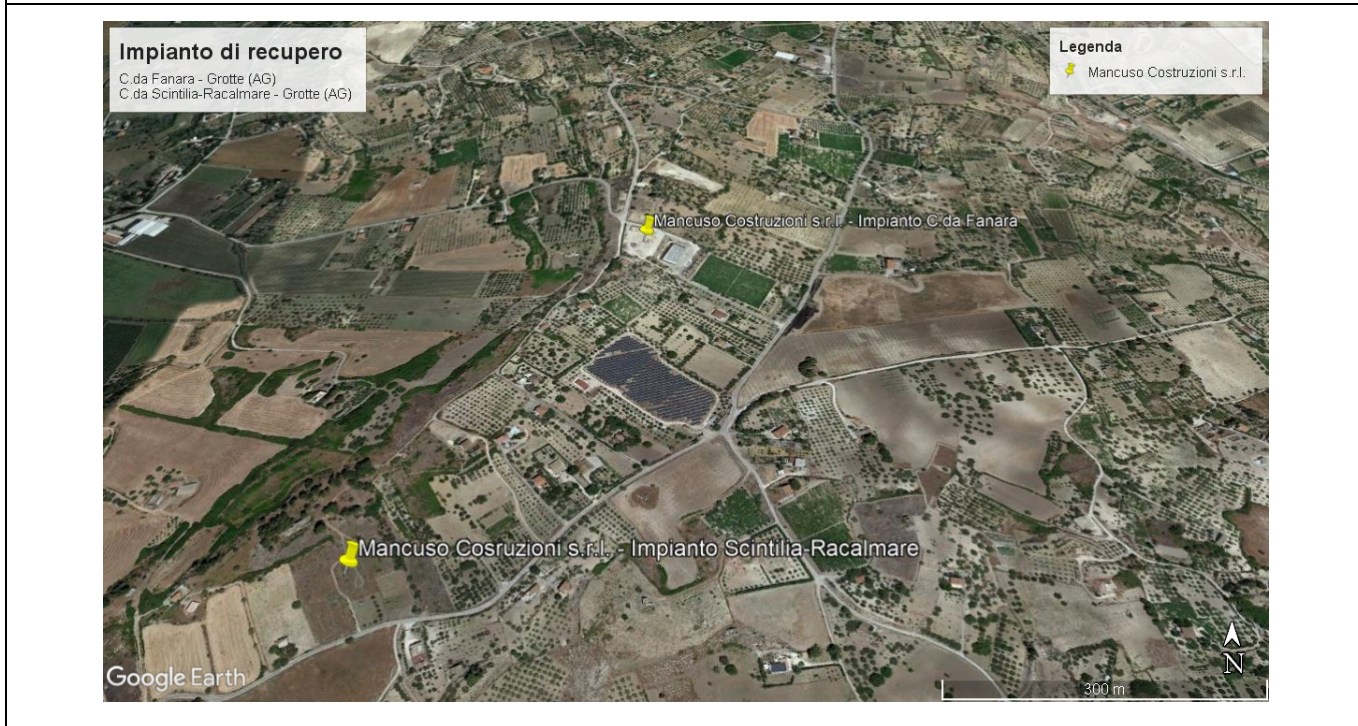 Impianto di recupero
C.da Fanara - Grotte (AG)
C.da Scintilia-Racalmare - Grotte (AG)
Legenda
Mancuso Costruzioni s.r.l.
Mancuso Costruzioni s.r.l. - Impianto C.da Fanara
Mancuso Cosruzioni s.r.l. - Impianto Scintilia-Racalmare
Google Earth
N
300 m